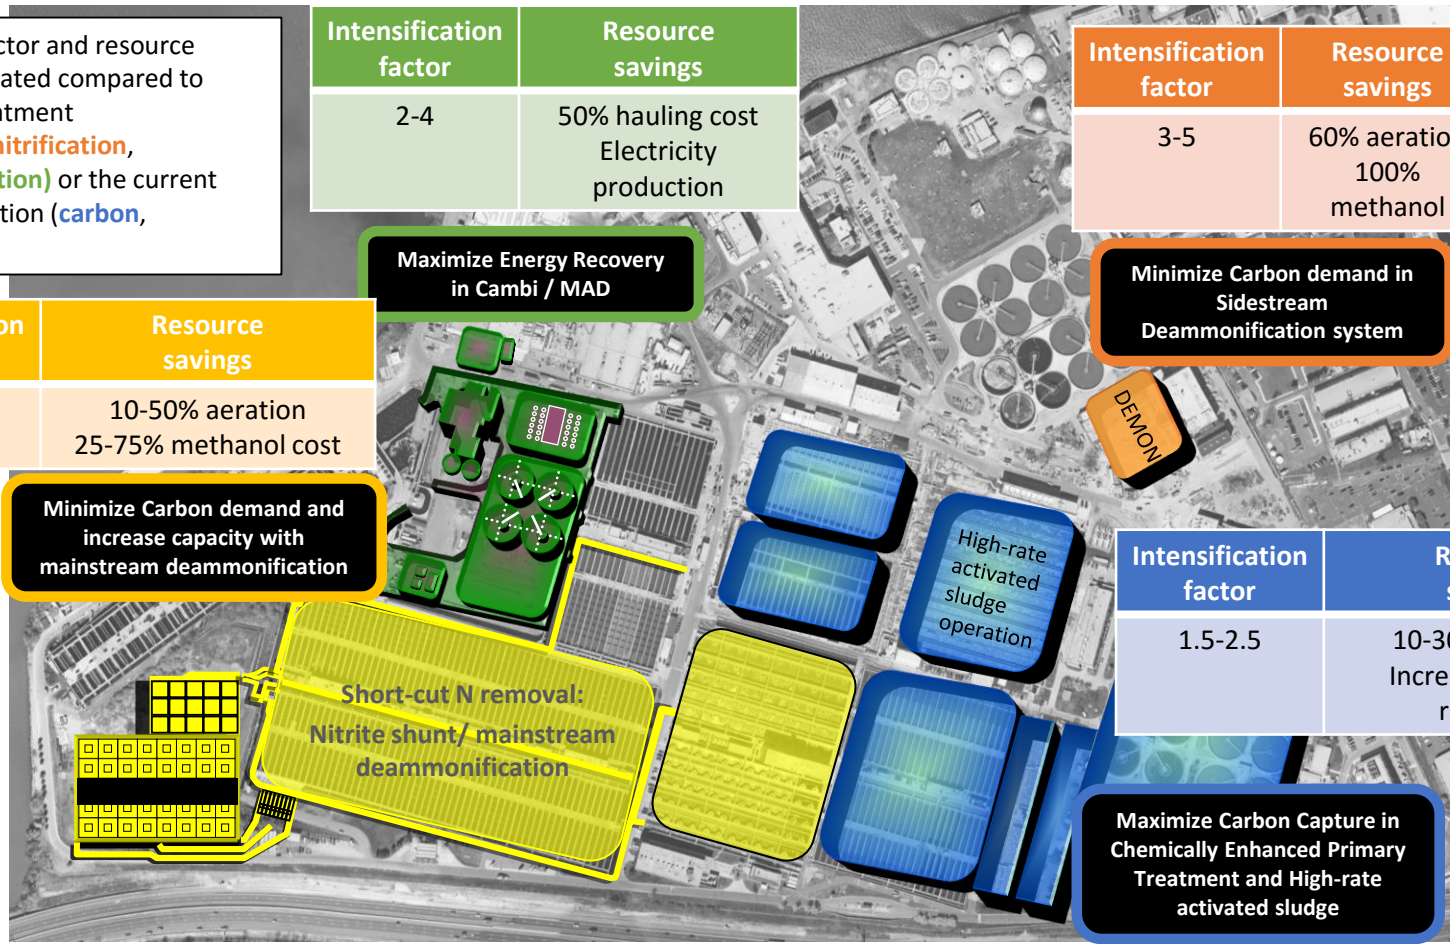 ctor and resource
ated compared to
atment
nitrification,
tion) or the current
ation (carbon,
Intensification
factor
Resource
savings
2-4
50% hauling cost
Electricity
production
Intensification
factor
Resource
savings
3-5
60% aeratio
100%
methanol
Maximize Energy Recovery
in Cambi / MAD
Minimize Carbon demand in
Sidestream
Deammonification system
on
Resource
savings
10-50% aeration
25-75% methanol cost
Minimize Carbon demand and
increase capacity with
mainstream deammonification
DEMON
High-rate
activated
sludge
operation
Intensification
factor
R
s
1.5-2.5
10-30
Incre
r
Short-cut N removal:
Nitrite shunt/ mainstream
deammonification
Maximize Carbon Capture in
Chemically Enhanced Primary
Treatment and High-rate
activated sludge